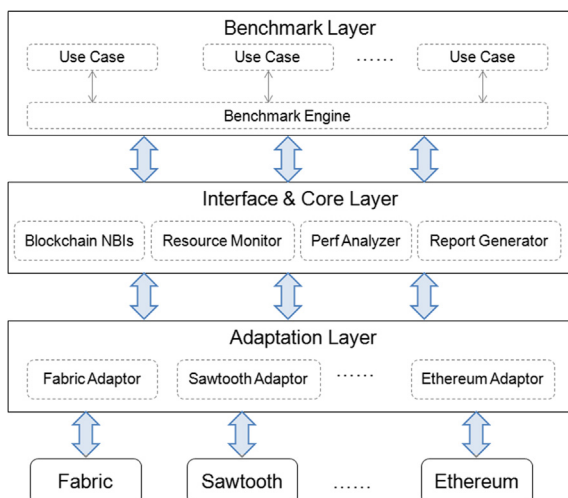 Benchmark Layer
Use Case Use Case ...... Use Case
Benchmark Engine
Interface & Core Layer
Blockchain NBIs Resource Monitor Perf Analyzer Report Generator
Adaptation Layer
Fabric Adaptor Sawtooth Adaptor ...... Ethereum Adaptor
Fabric Sawtooth ...... Ethereum